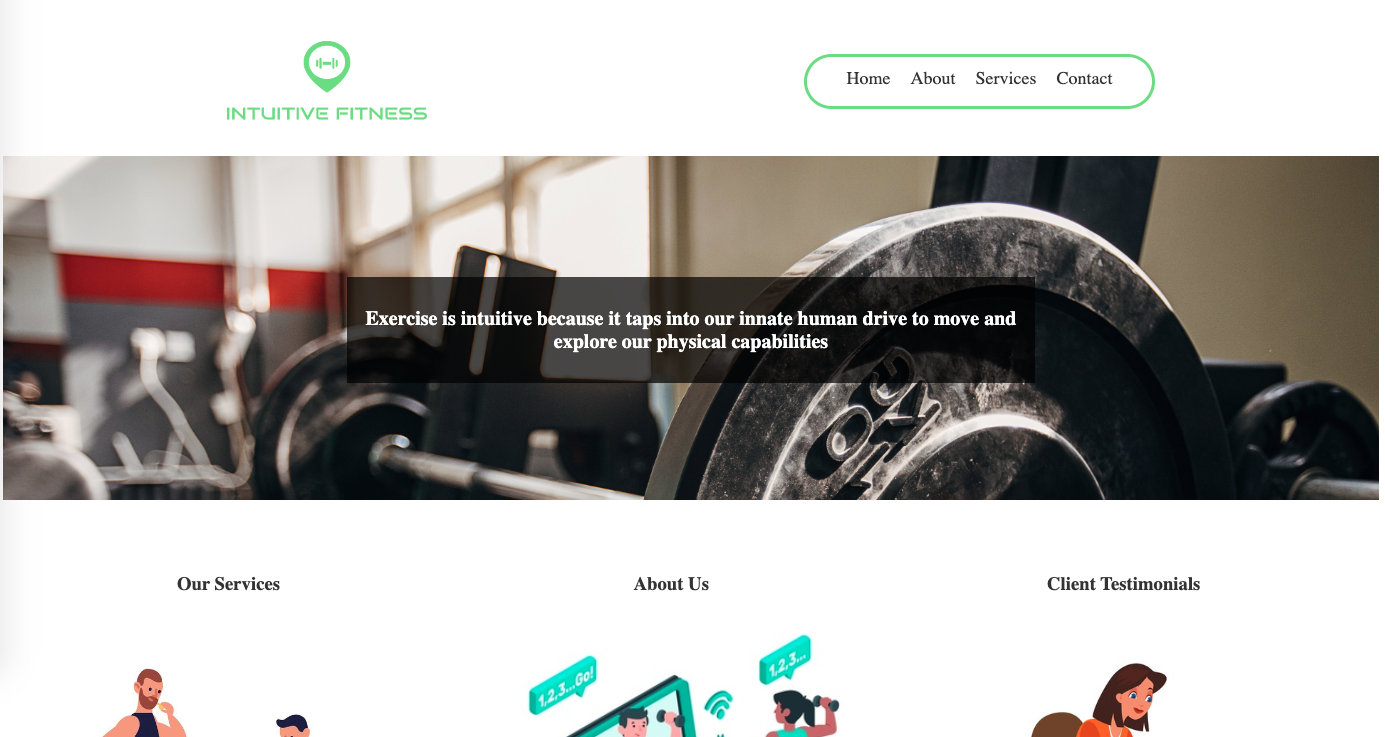 INTUITIVE FITNESS
Home About Services Contact
Exercise is intuitive because it taps into our innate human drive to move and
explore our physical capabilities
Our Services
About Us
Client Testimonials
1,2,3...Go!
1,2,3...